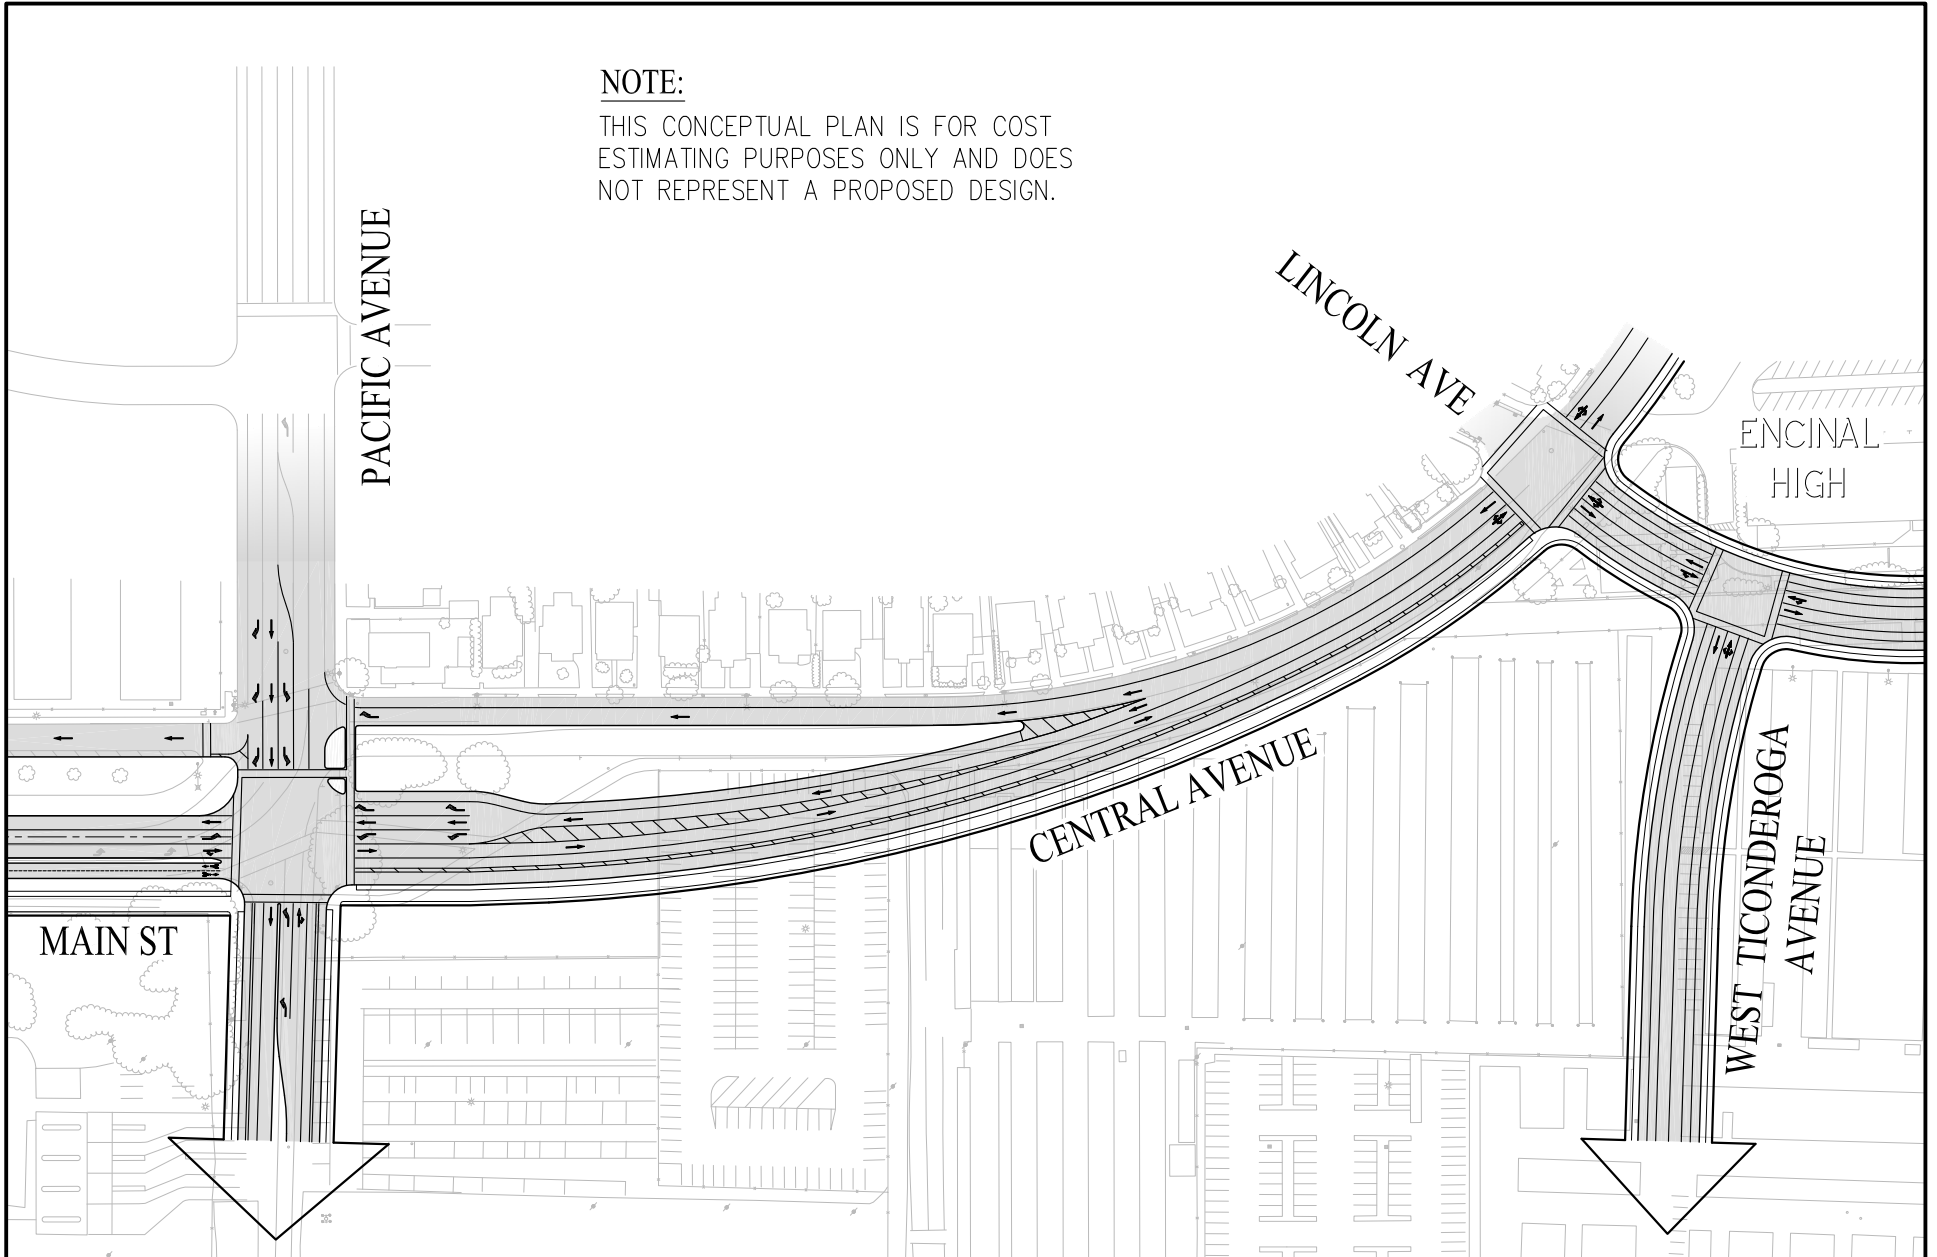 NOTE:
THIS CONCEPTUAL PLAN IS FOR COST
ESTIMATING PURPOSES ONLY AND DOES
NOT REPRESENT A PROPOSED DESIGN.
PACIFIC AVENUE
LINCOLN AVE
ENCINAL
HIGH
CENTRAL AVENUE
MAIN ST
WEST TICONDEROGA
AVENUE